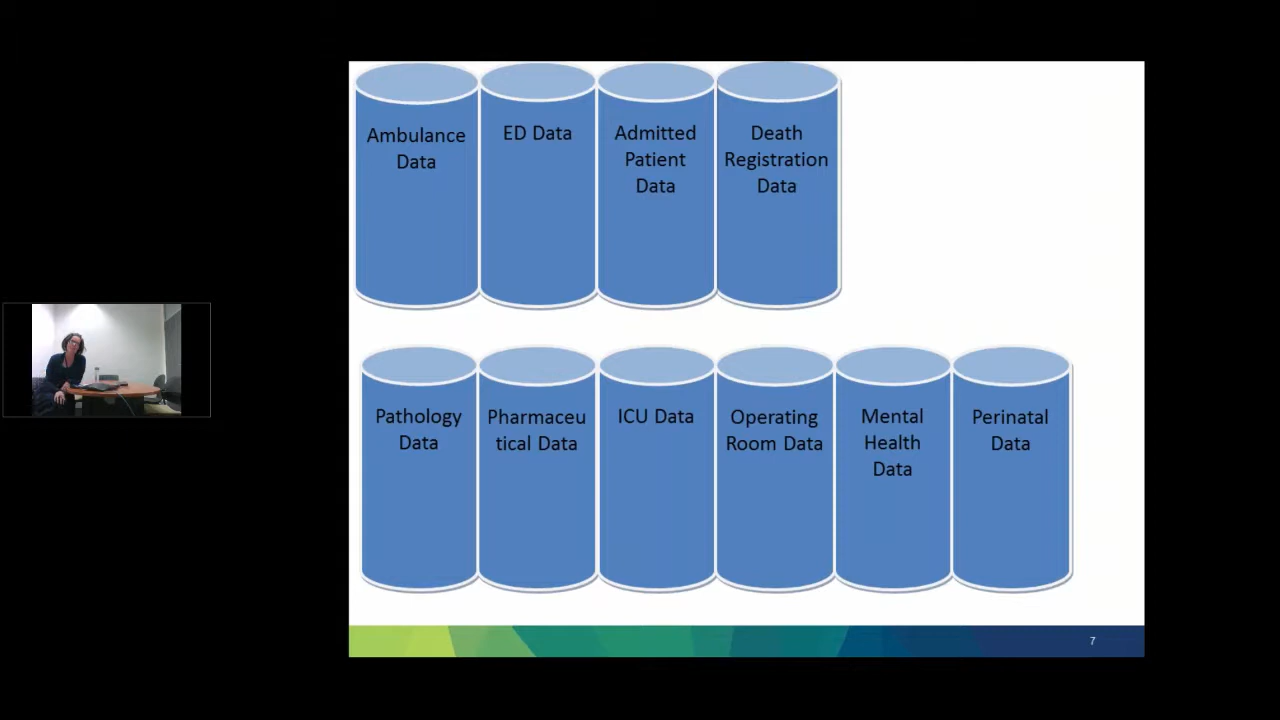 Ambulance
Data
ED Data
Admitted
Patient
Data
Death
Registration
Data
Pathology
Data
Pharmaceu
tical Data
ICU Data
Operating
Room Data
Mental
Health
Data
Perinatal
Data
7